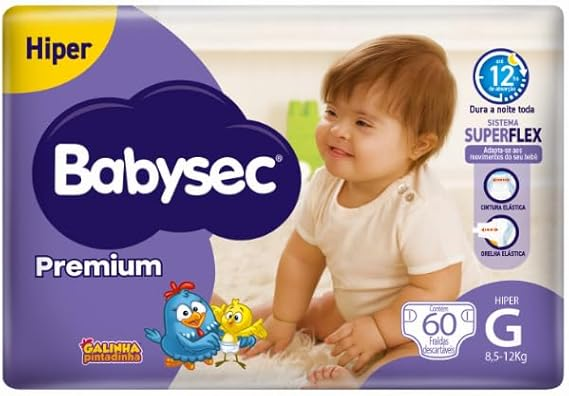 Hiper
Babysec®
Premium
GALINHA
pintadinha
até
12hs
de absorção
Dura a noite toda
SISTEMA
SUPERFLEX
Adapta-se aos
movimentos do seu bebê
CINTURA ELÁSTICA
ORELHA ELÁSTICA
Contém
60
Fraldas
descartáveis
HIPER
G
8,5-12Kg